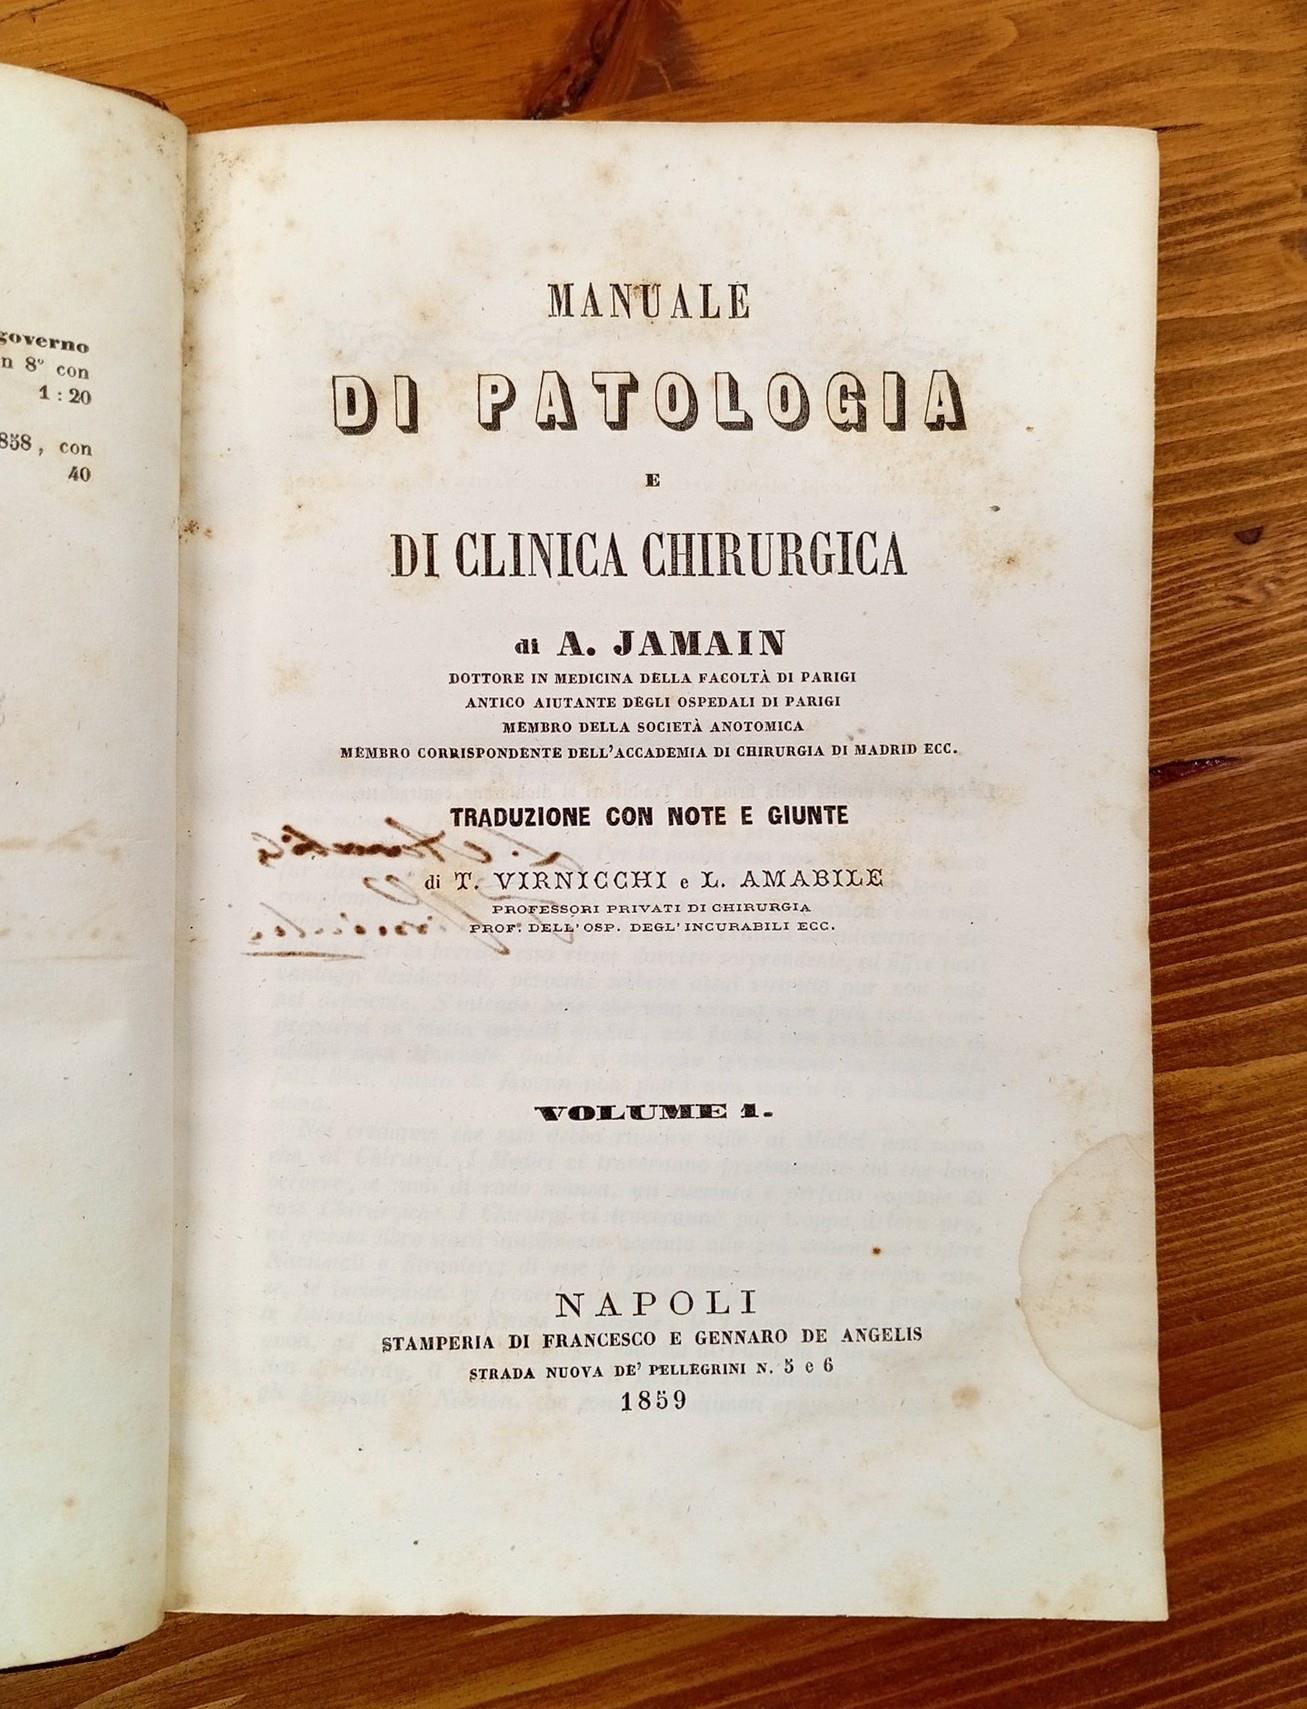 governo
n 8° con
1 : 20
858, con
40
MANUALE
DI PATOLOGIA
E
DI CLINICA CHIRURGICA
di A. JAMAIN
DOTTORE IN MEDICINA DELLA FACOLTÀ DI PARIGI
ANTICO AIUTANTE DEGLI OSPEDALI DI PARIGI
MEMBRO DELLA SOCIETÀ ANOTOMICA
MEMBRO CORRISPONDENTE DELL'ACCADEMIA DI CHIRURGIA DI MADRID ECC.
TRADUZIONE CON NOTE E GIUNTE
di T. VIRNICCHI e L. AMABILE
PROFESSORI PRIVATI DI CHIRURGIA
PROF. DELL'OSP. DEGL'INCURABILI ECC.
VOLUME 1.
NAPOLI
STAMPERIA DI FRANCESCO E GENNARO DE ANGELIS
STRADA NUOVA DE' PELLEGRINI N. 5 e 6
1859